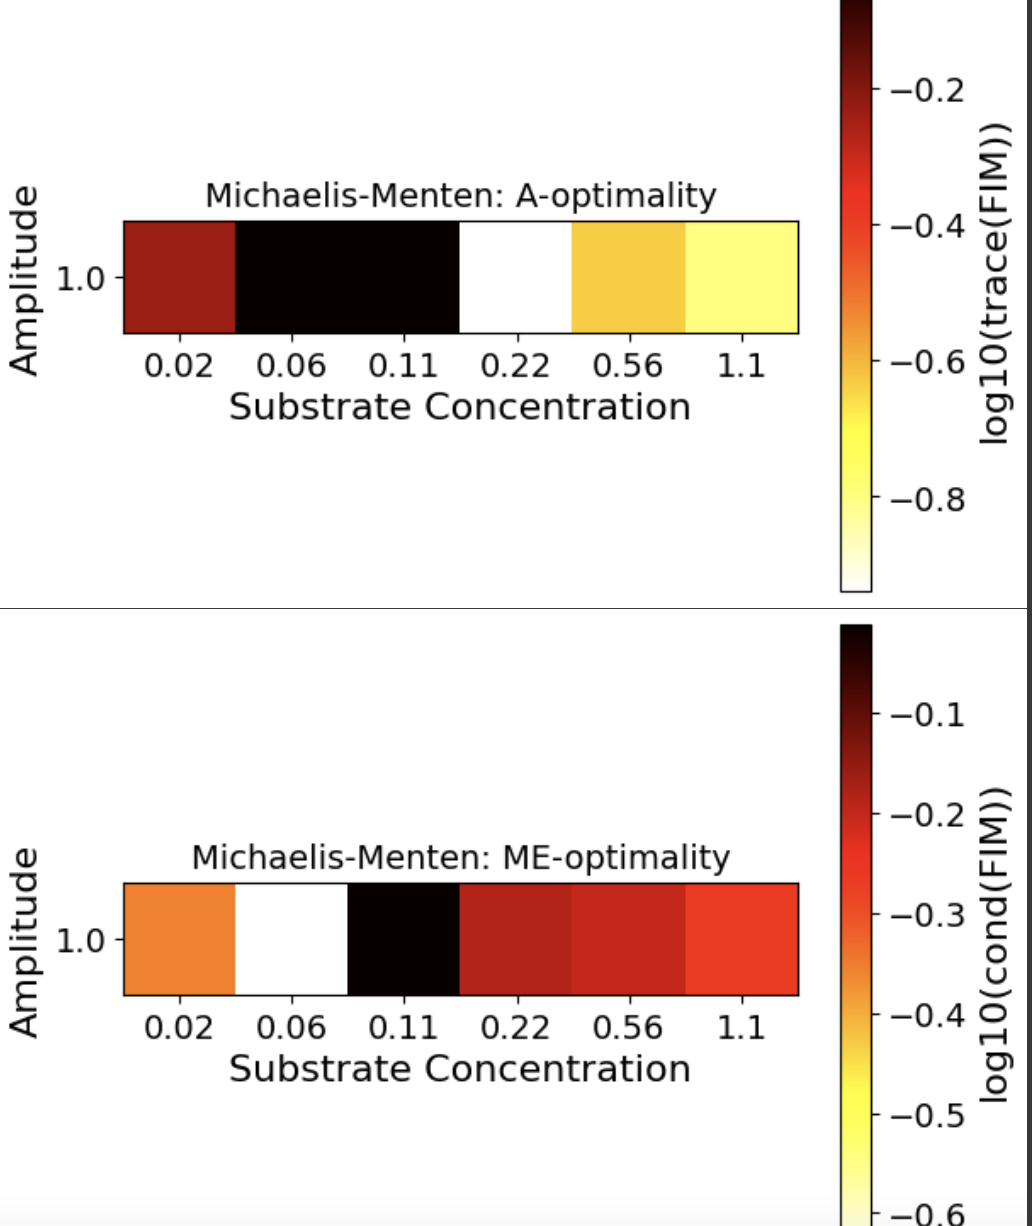 Michaelis-Menten: A-optimality
Amplitude
1.0
0.02 0.06 0.11 0.22 0.56 1.1
Substrate Concentration
−0.2
−0.4
−0.6
−0.8
log10(trace(FIM))
Michaelis-Menten: ME-optimality
Amplitude
1.0
0.02 0.06 0.11 0.22 0.56 1.1
Substrate Concentration
−0.1
−0.2
−0.3
−0.4
−0.5
−0.6
log10(cond(FIM))